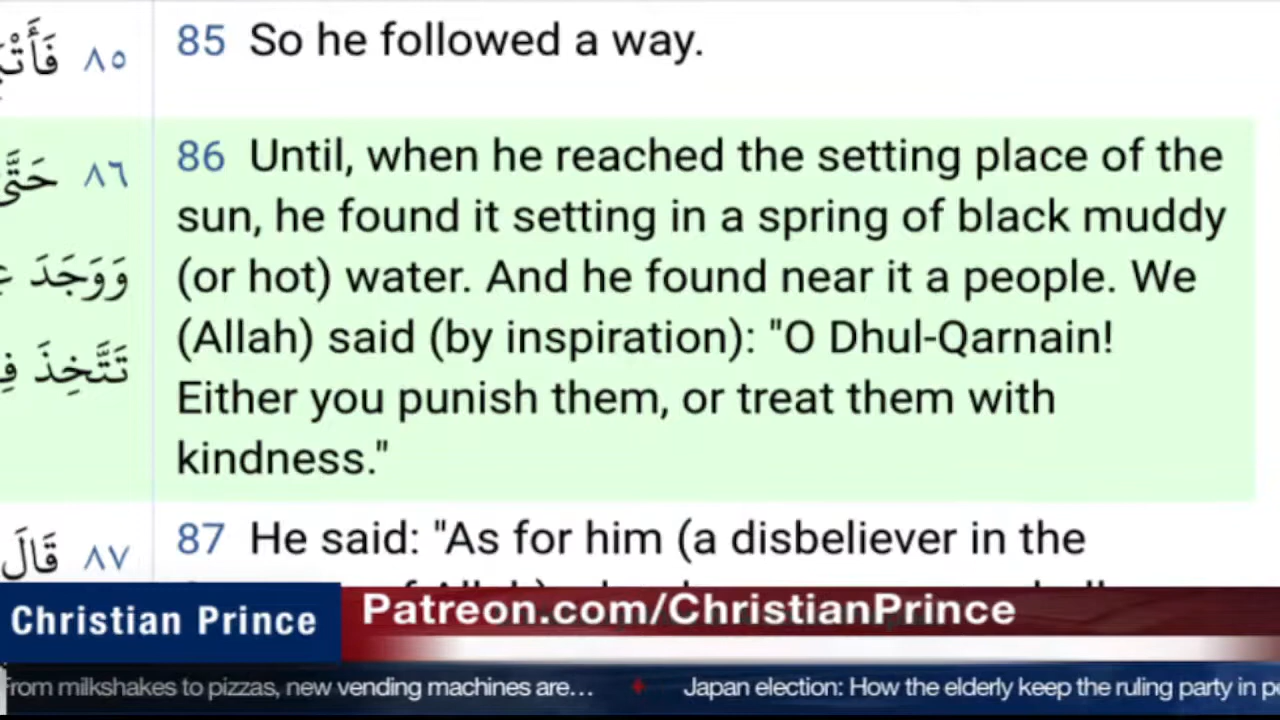 ٨٥
85 So he followed a way.
٨٦
86 Until, when he reached the setting place of the
sun, he found it setting in a spring of black muddy
وَوَجَدَ
(or hot) water. And he found near it a people. We
(Allah) said (by inspiration): "O Dhul-Qarnain!
تَتَّخِذَ
Either you punish them, or treat them with
kindness."
قَالَ ٨٧
87 He said: "As for him (a disbeliever in the
Christian Prince
Patreon.com/ChristianPrince
From milkshakes to pizzas, new vending machines are... Japan election: How the elderly keep the ruling party in